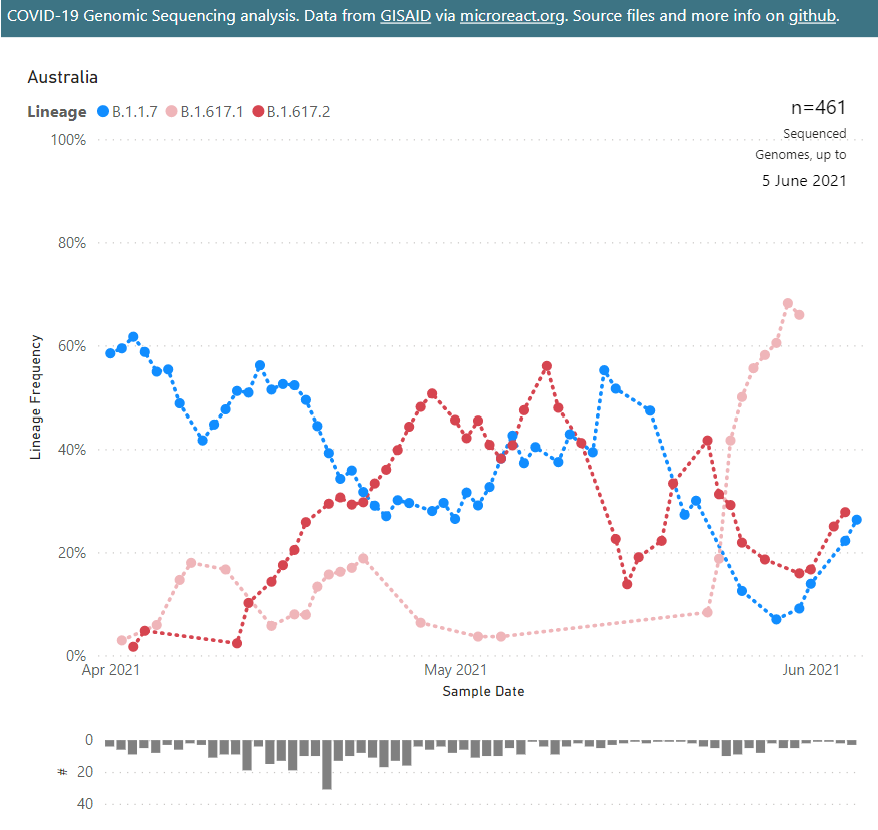 COVID-19 Genomic Sequencing analysis. Data from GISAID via microreact.org. Source files and more info on github.
Australia
Lineage B.1.1.7 B.1.617.1 B.1.617.2
n=461
Sequenced
Genomes, up to
5 June 2021
100%
80%
60%
40%
20%
0%
Lineage Frequency
Apr 2021 May 2021 Jun 2021
Sample Date
0
20
40
#